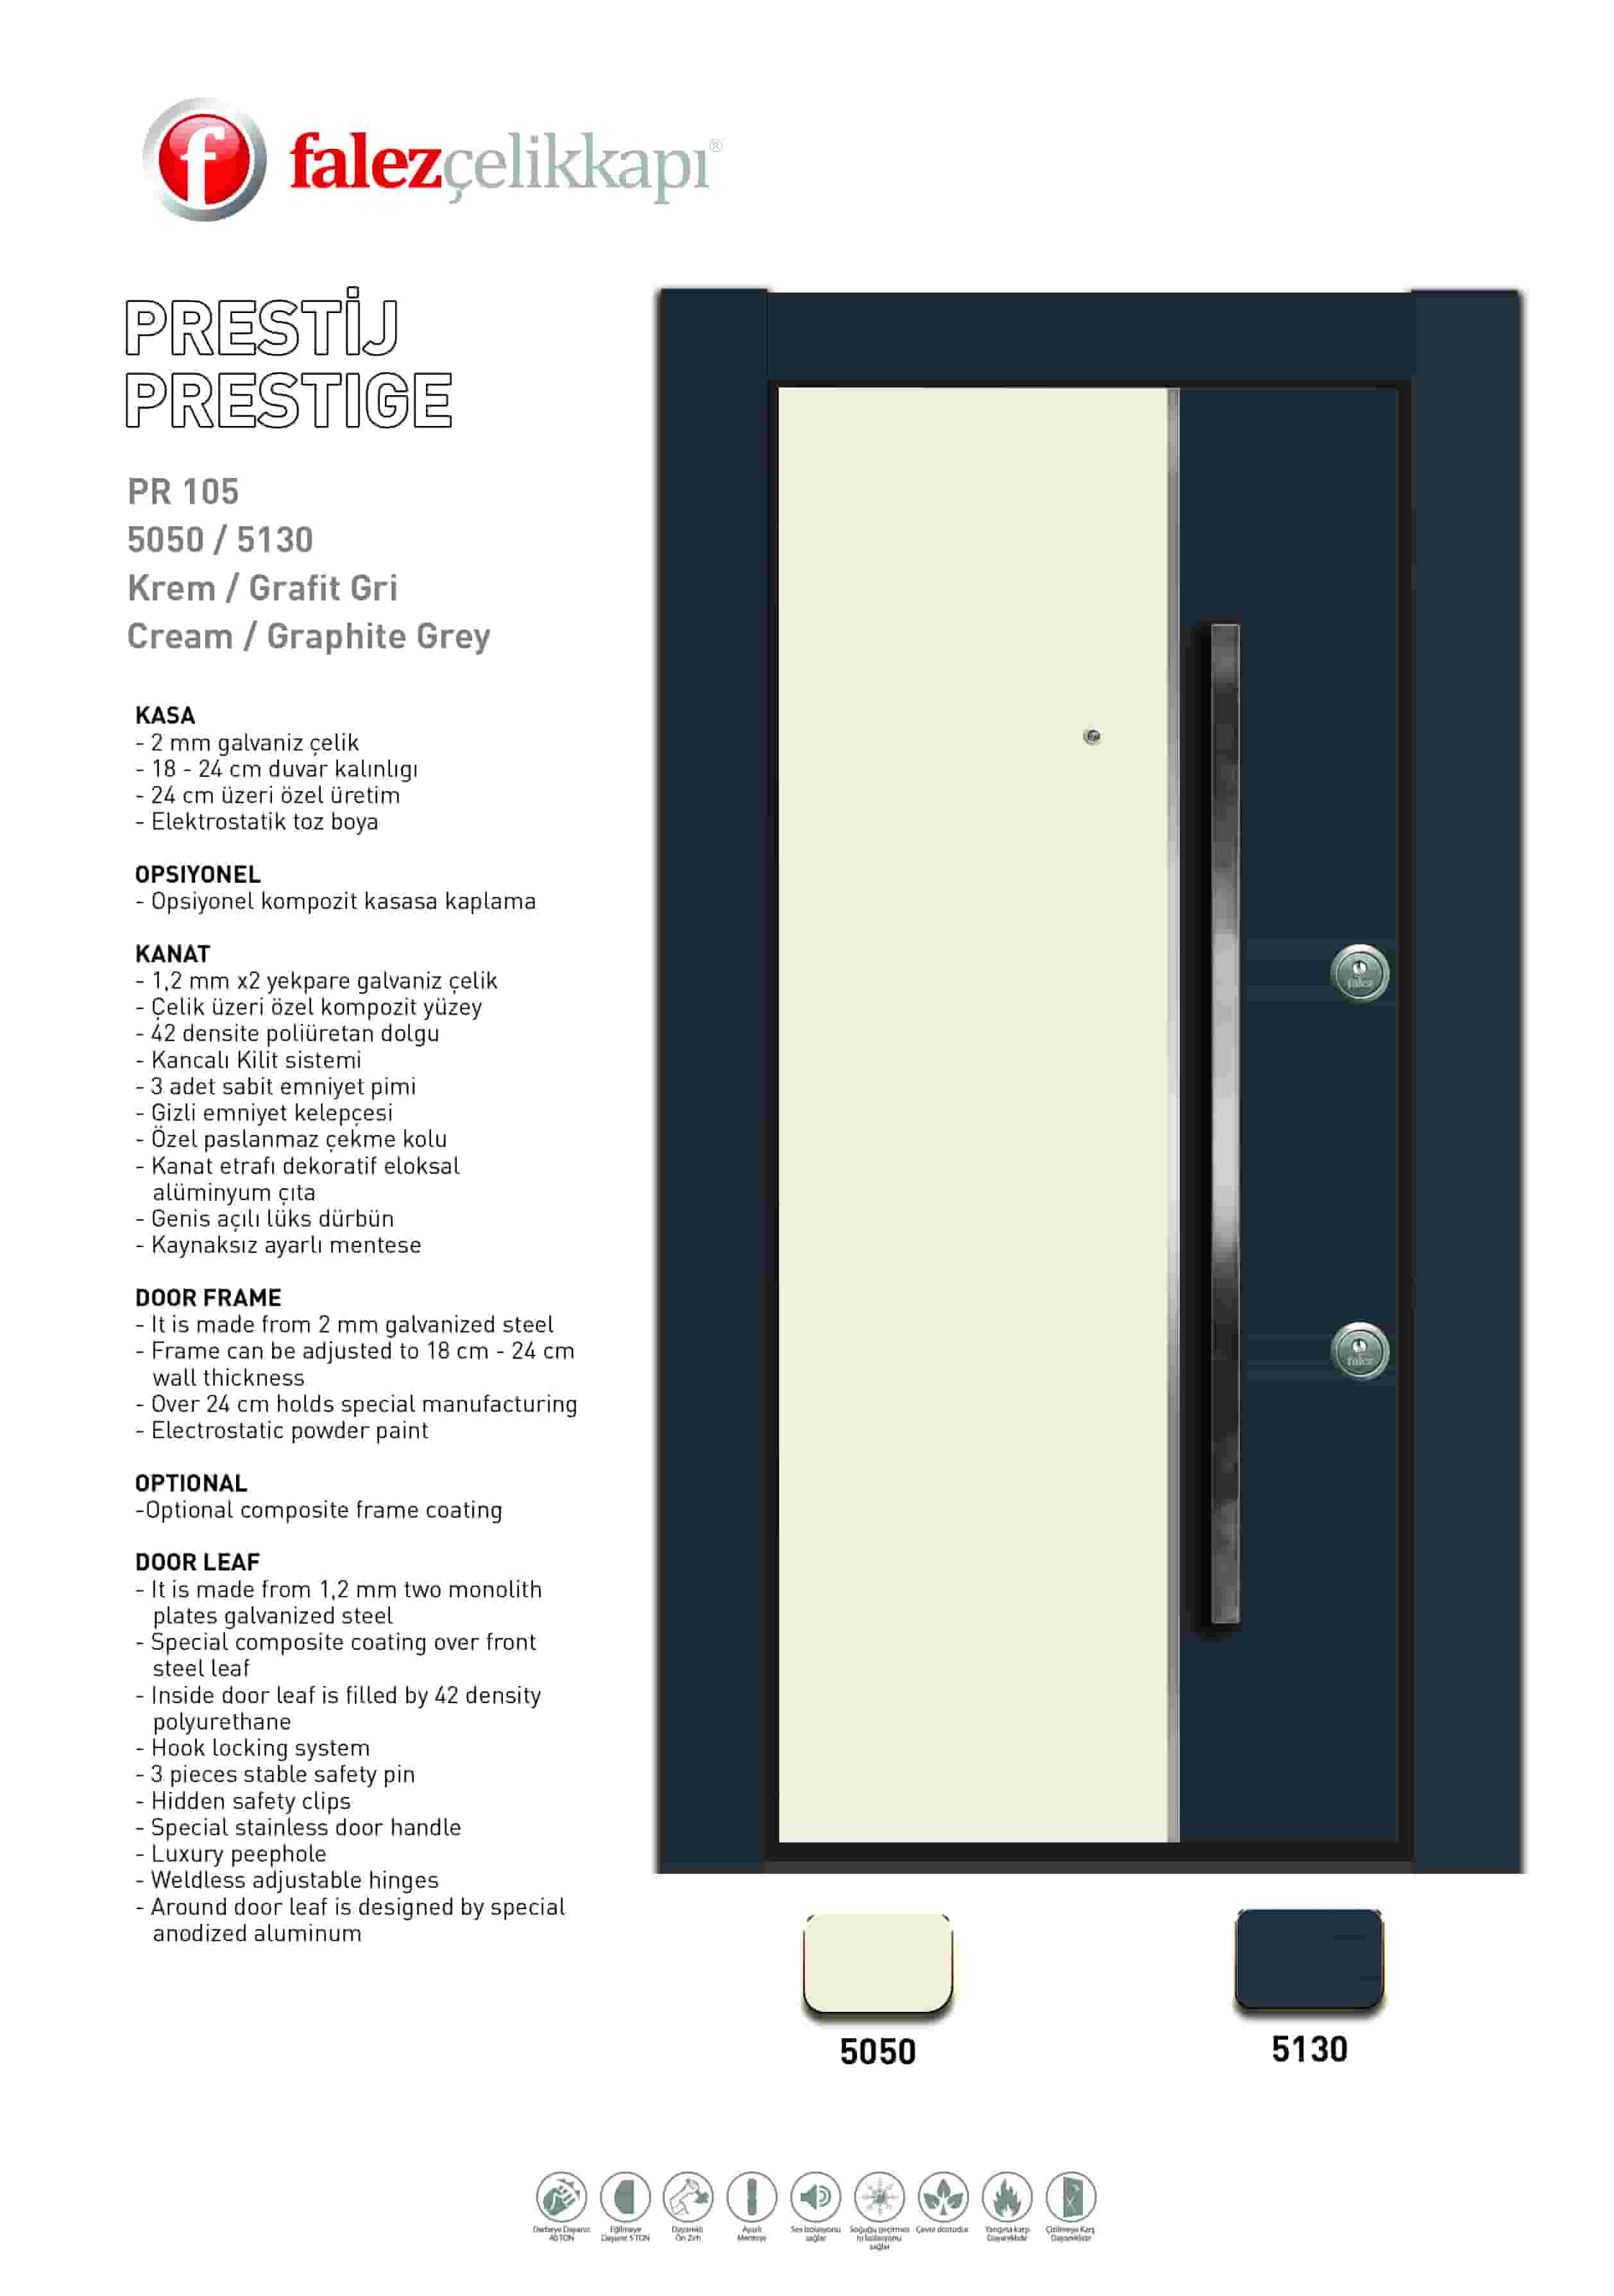 f falezçelikkapı®
PRESTİJ
PRESTIGE
PR 105
5050 / 5130
Krem / Grafit Gri
Cream / Graphite Grey
KASA
- 2 mm galvaniz çelik
- 18 - 24 cm duvar kalınlıgı
- 24 cm üzeri özel üretim
- Elektrostatik toz boya
OPSIYONEL
- Opsiyonel kompozit kasasa kaplama
KANAT
- 1,2 mm x2 yekpare galvaniz çelik
- Çelik üzeri özel kompozit yüzey
- 42 densite poliüretan dolgu
- Kancalı Kilit sistemi
- 3 adet sabit emniyet pimi
- Gizli emniyet kelepçesi
- Özel paslanmaz çekme kolu
- Kanat etrafı dekoratif eloksal
alüminyum çıta
- Genis açılı lüks dürbün
- Kaynaksız ayarlı mentese
DOOR FRAME
- It is made from 2 mm galvanized steel
- Frame can be adjusted to 18 cm - 24 cm
wall thickness
- Over 24 cm holds special manufacturing
- Electrostatic powder paint
OPTIONAL
-Optional composite frame coating
DOOR LEAF
- It is made from 1,2 mm two monolith
plates galvanized steel
- Special composite coating over front
steel leaf
- Inside door leaf is filled by 42 density
polyurethane
- Hook locking system
- 3 pieces stable safety pin
- Hidden safety clips
- Special stainless door handle
- Luxury peephole
- Weldless adjustable hinges
- Around door leaf is designed by special
anodized aluminum
falez
falez
5050
5130
Darbeye Dayanır
40 TON
Eğilmeye
Dayanır 5 TON
Dayanıklı
Ön Zırh
Ayarlı
Menteşe
Ses İzolasyonu
sağlar
Soğuğu geçirmez
Isı İzolasyonu
sağlar
Çevre dostudur
Yangına karşı
Dayanıklıdır
Çizilmeye Karşı
Dayanıklıdır